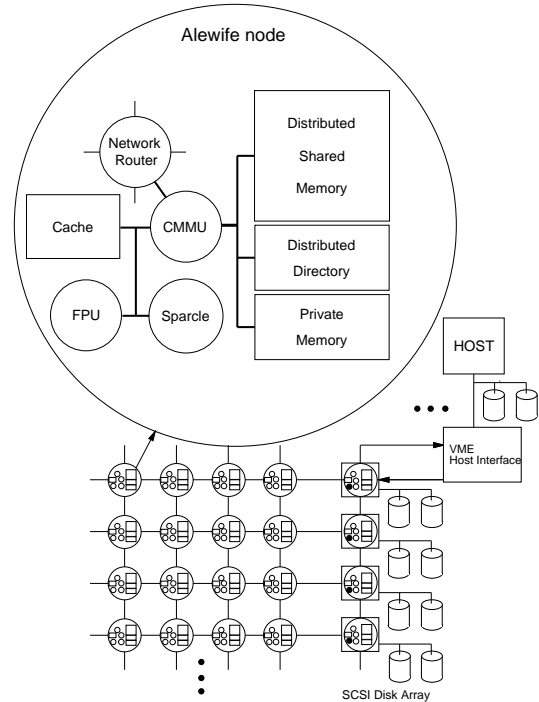 Alewife node
Network
Router
Distributed
Shared
Memory
Cache
CMMU
Distributed
Directory
FPU
Sparcle
Private
Memory
HOST
VME
Host Interface
SCSI Disk Array